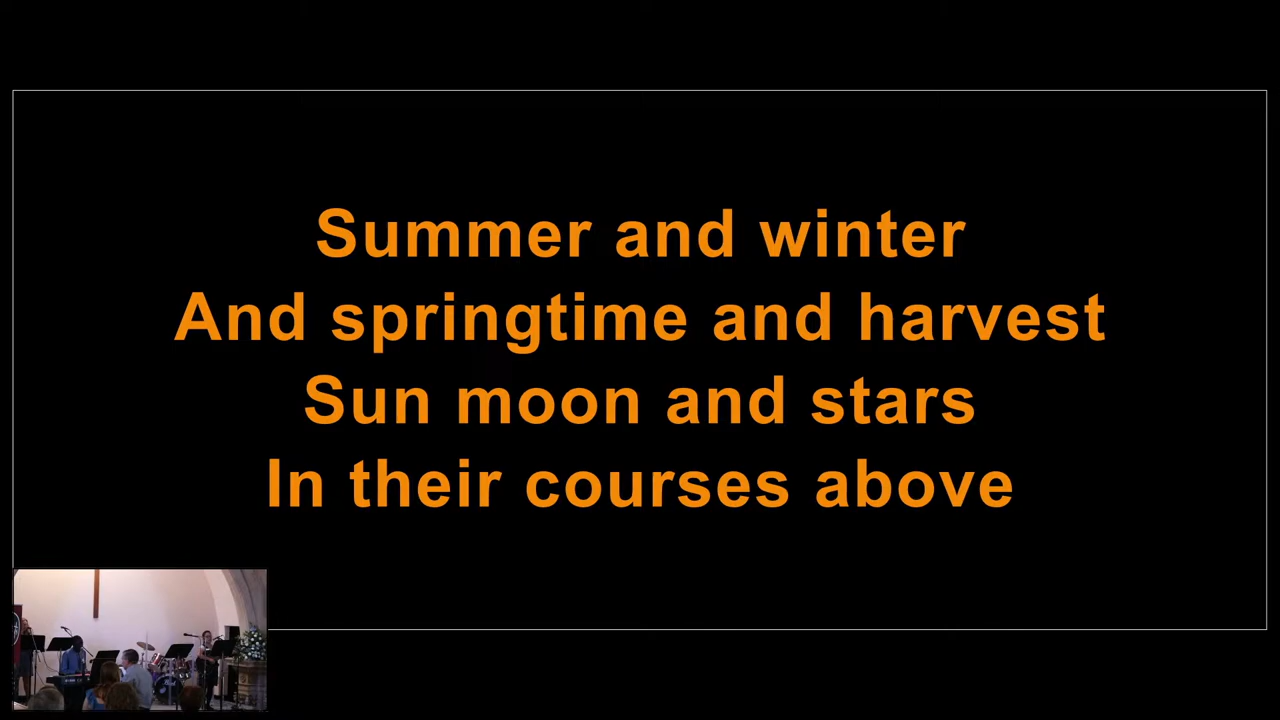 Summer and winter
And springtime and harvest
Sun moon and stars
In their courses above